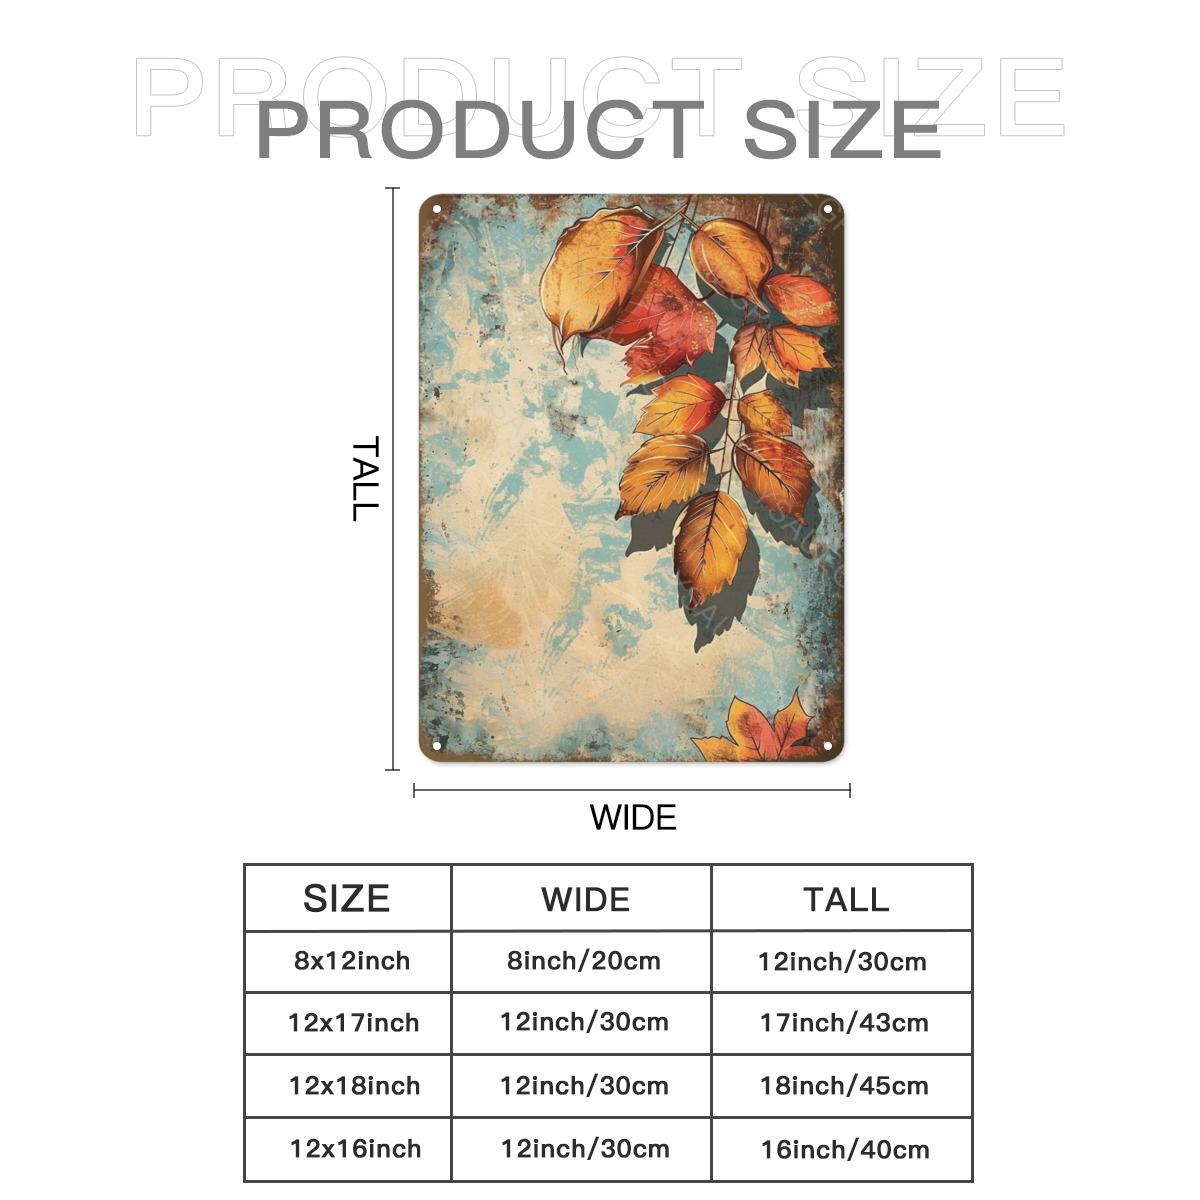 PRODUCT SIZE
PRODUCT SIZE
TALL
WIDE
SIZE WIDE TALL
8x12inch 8inch/20cm 12inch/30cm
12x17inch 12inch/30cm 17inch/43cm
12x18inch 12inch/30cm 18inch/45cm
12x16inch 12inch/30cm 16inch/40cm